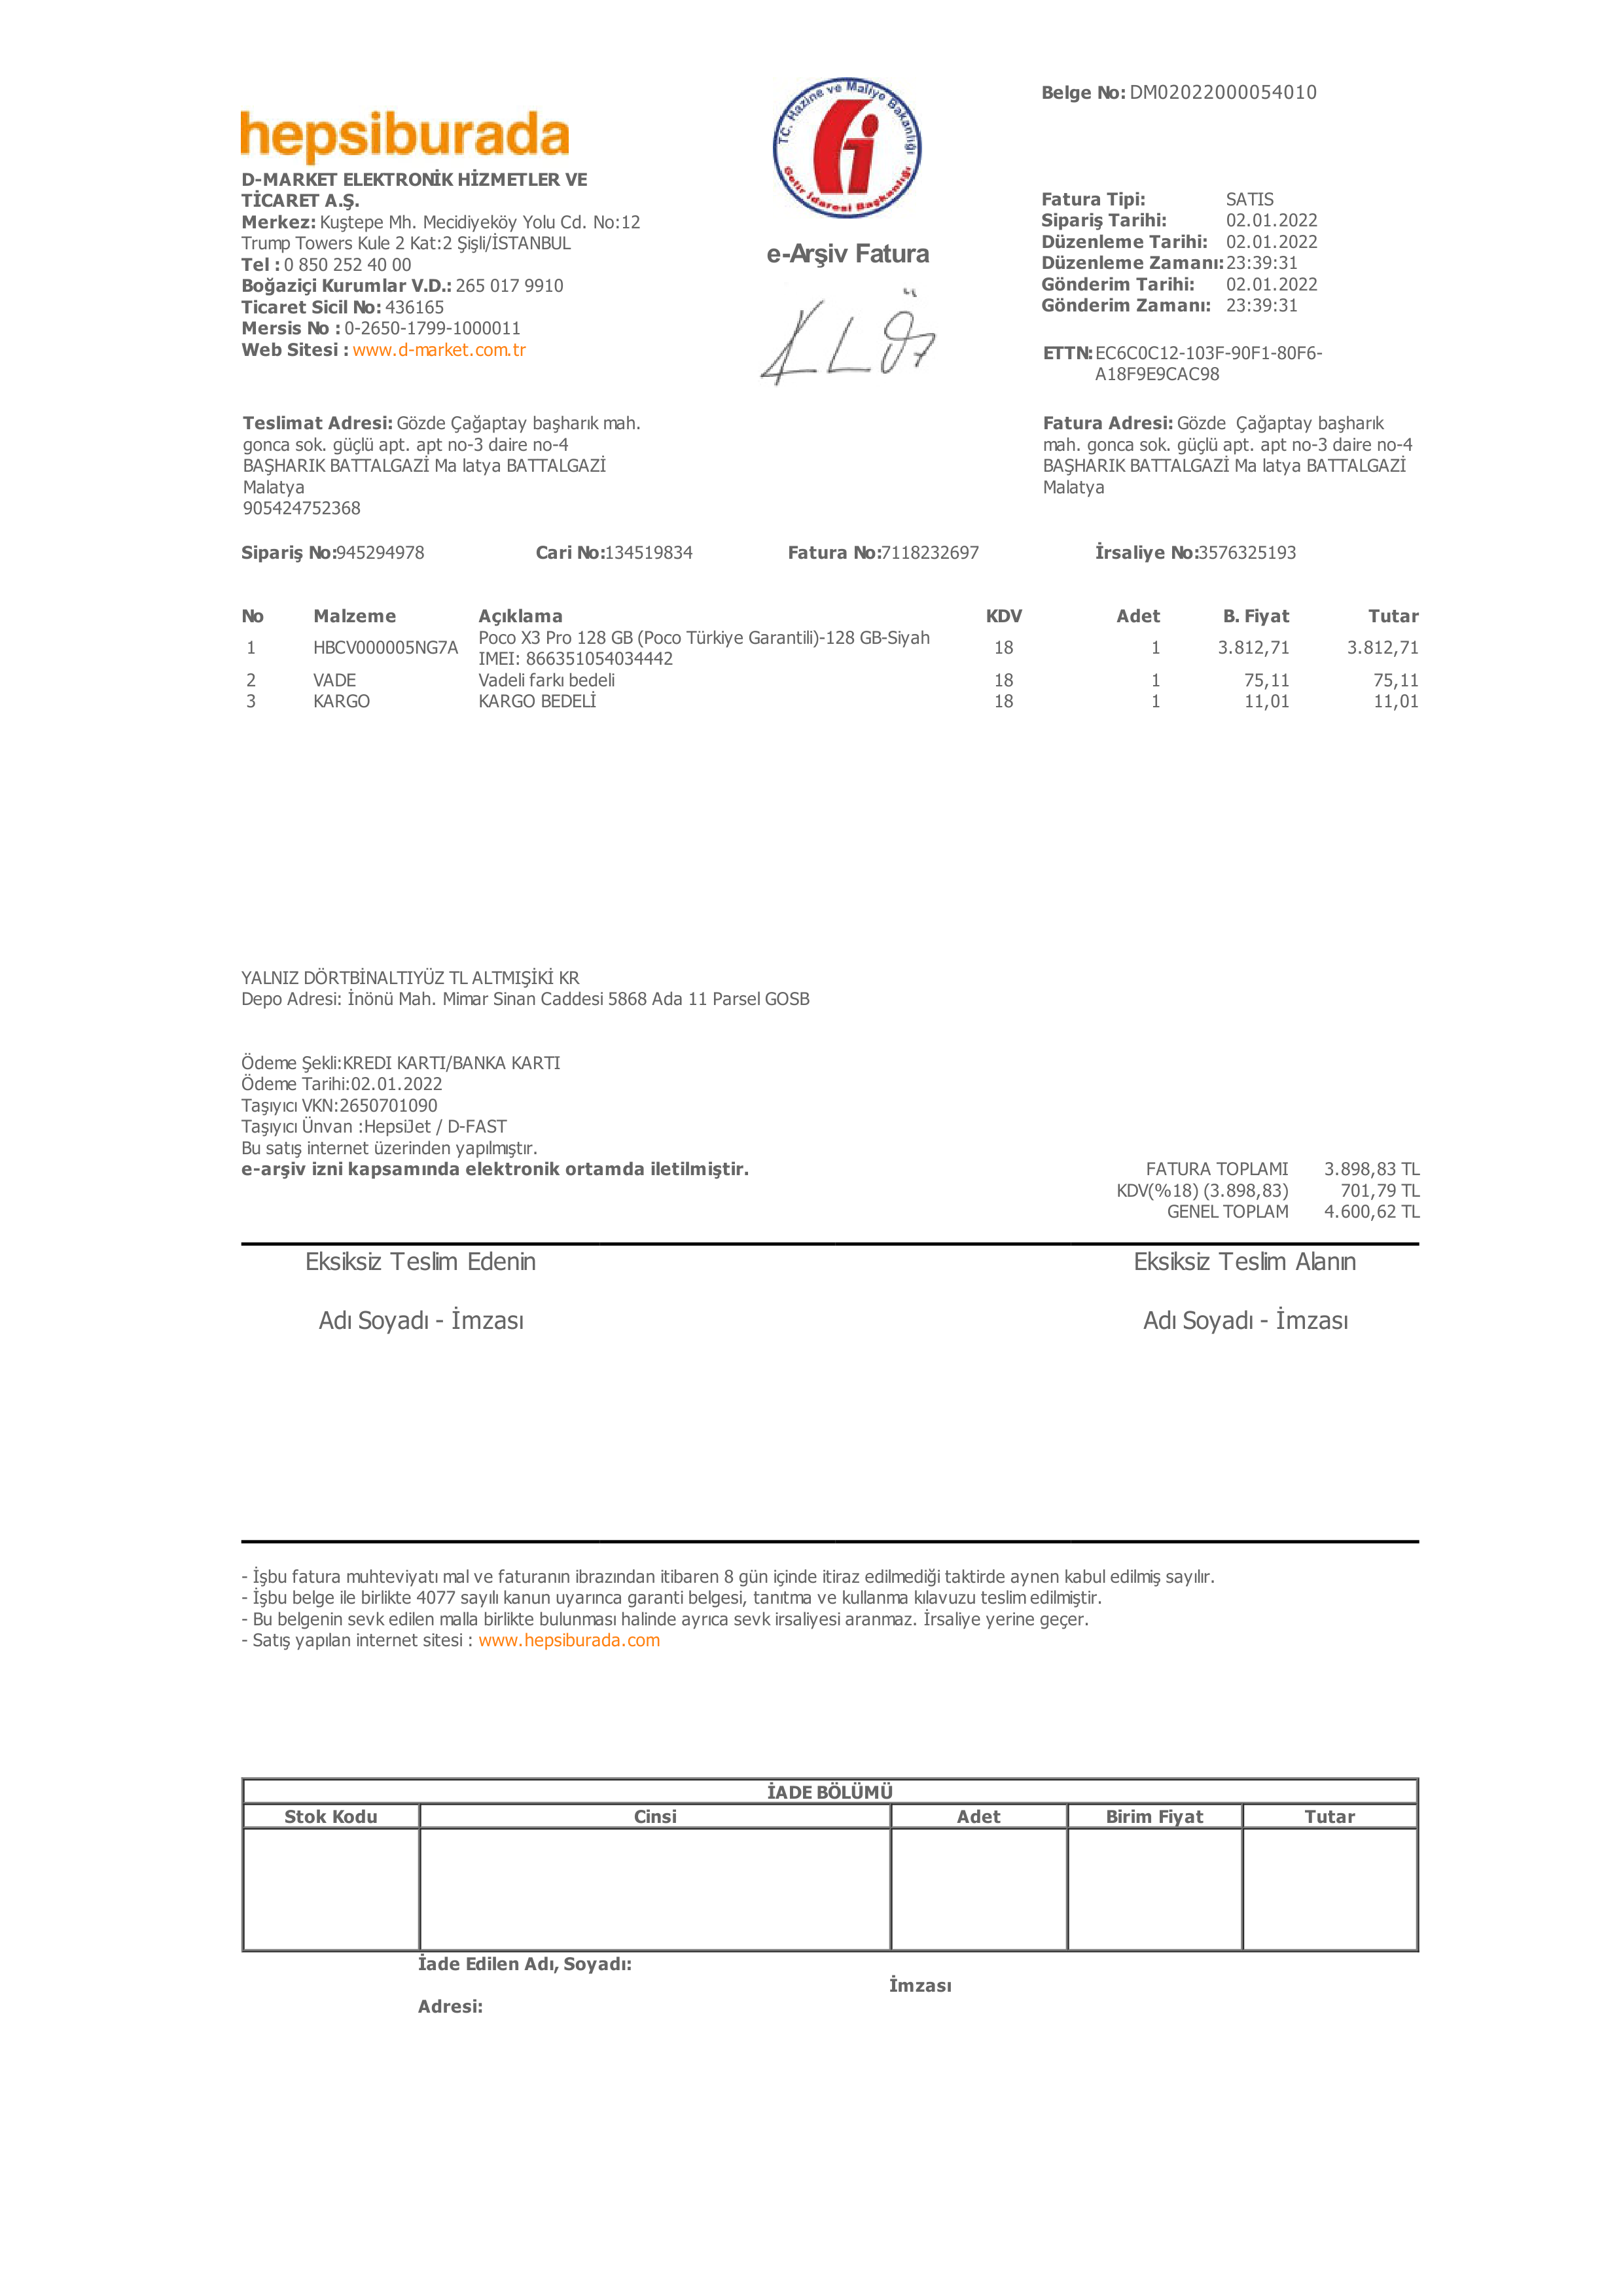 hepsiburada
D-MARKET ELEKTRONİK HİZMETLER VE
TİCARET A.Ş.
Merkez: Kuştepe Mh. Mecidiyeköy Yolu Cd. No:12
Trump Towers Kule 2 Kat:2 Şişli/İSTANBUL
Tel : 0 850 252 40 00
Boğaziçi Kurumlar V.D.: 265 017 9910
Ticaret Sicil No: 436165
Mersis No : 0-2650-1799-1000011
Web Sitesi : www.d-market.com.tr
T.C. Hazine ve Maliye Bakanlığı
Gelir İdaresi Başkanlığı
e-Arşiv Fatura
Belge No: DM02022000054010
Fatura Tipi: SATIS
Sipariş Tarihi: 02.01.2022
Düzenleme Tarihi: 02.01.2022
Düzenleme Zamanı: 23:39:31
Gönderim Tarihi: 02.01.2022
Gönderim Zamanı: 23:39:31
ETTN: EC6C0C12-103F-90F1-80F6-
A18F9E9CAC98
Teslimat Adresi: Gözde Çağaptay başharık mah.
gonca sok. güçlü apt. apt no-3 daire no-4
BAŞHARIK BATTALGAZİ Ma latya BATTALGAZİ
Malatya
905424752368
Fatura Adresi: Gözde Çağaptay başharık
mah. gonca sok. güçlü apt. apt no-3 daire no-4
BAŞHARIK BATTALGAZİ Ma latya BATTALGAZİ
Malatya
Sipariş No:945294978 Cari No:134519834 Fatura No:7118232697 İrsaliye No:3576325193
No Malzeme Açıklama KDV Adet B. Fiyat Tutar
1 HBCV000005NG7A Poco X3 Pro 128 GB (Poco Türkiye Garantili)-128 GB-Siyah 18 1 3.812,71 3.812,71
IMEI: 866351054034442
2 VADE Vadeli farkı bedeli 18 1 75,11 75,11
3 KARGO KARGO BEDELİ 18 1 11,01 11,01
YALNIZ DÖRTBİNALTIYÜZ TL ALTMIŞİKİ KR
Depo Adresi: İnönü Mah. Mimar Sinan Caddesi 5868 Ada 11 Parsel GOSB
Ödeme Şekli:KREDI KARTI/BANKA KARTI
Ödeme Tarihi:02.01.2022
Taşıyıcı VKN:2650701090
Taşıyıcı Ünvan :HepsiJet / D-FAST
Bu satış internet üzerinden yapılmıştır.
e-arşiv izni kapsamında elektronik ortamda iletilmiştir.
FATURA TOPLAMI 3.898,83 TL
KDV(%18) (3.898,83) 701,79 TL
GENEL TOPLAM 4.600,62 TL
Eksiksiz Teslim Edenin Eksiksiz Teslim Alanın
Adı Soyadı - İmzası Adı Soyadı - İmzası
- İşbu fatura muhteviyatı mal ve faturanın ibrazından itibaren 8 gün içinde itiraz edilmediği taktirde aynen kabul edilmiş sayılır.
- İşbu belge ile birlikte 4077 sayılı kanun uyarınca garanti belgesi, tanıtma ve kullanma kılavuzu teslim edilmiştir.
- Bu belgenin sevk edilen malla birlikte bulunması halinde ayrıca sevk irsaliyesi aranmaz. İrsaliye yerine geçer.
- Satış yapılan internet sitesi : www.hepsiburada.com
İADE BÖLÜMÜ
Stok Kodu Cinsi Adet Birim Fiyat Tutar
İade Edilen Adı, Soyadı:
İmzası
Adresi: